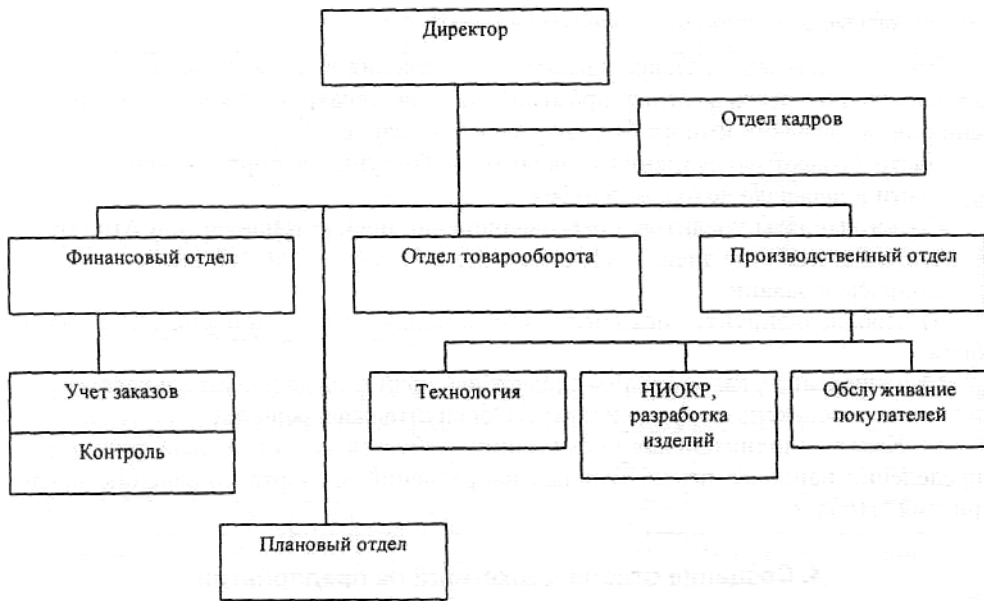 Директор
Отдел кадров
Финансовый отдел
Отдел товарооборота
Производственный отдел
Учет заказов
Контроль
Технология
НИОКР,
разработка
изделий
Обслуживание
покупателей
Плановый отдел